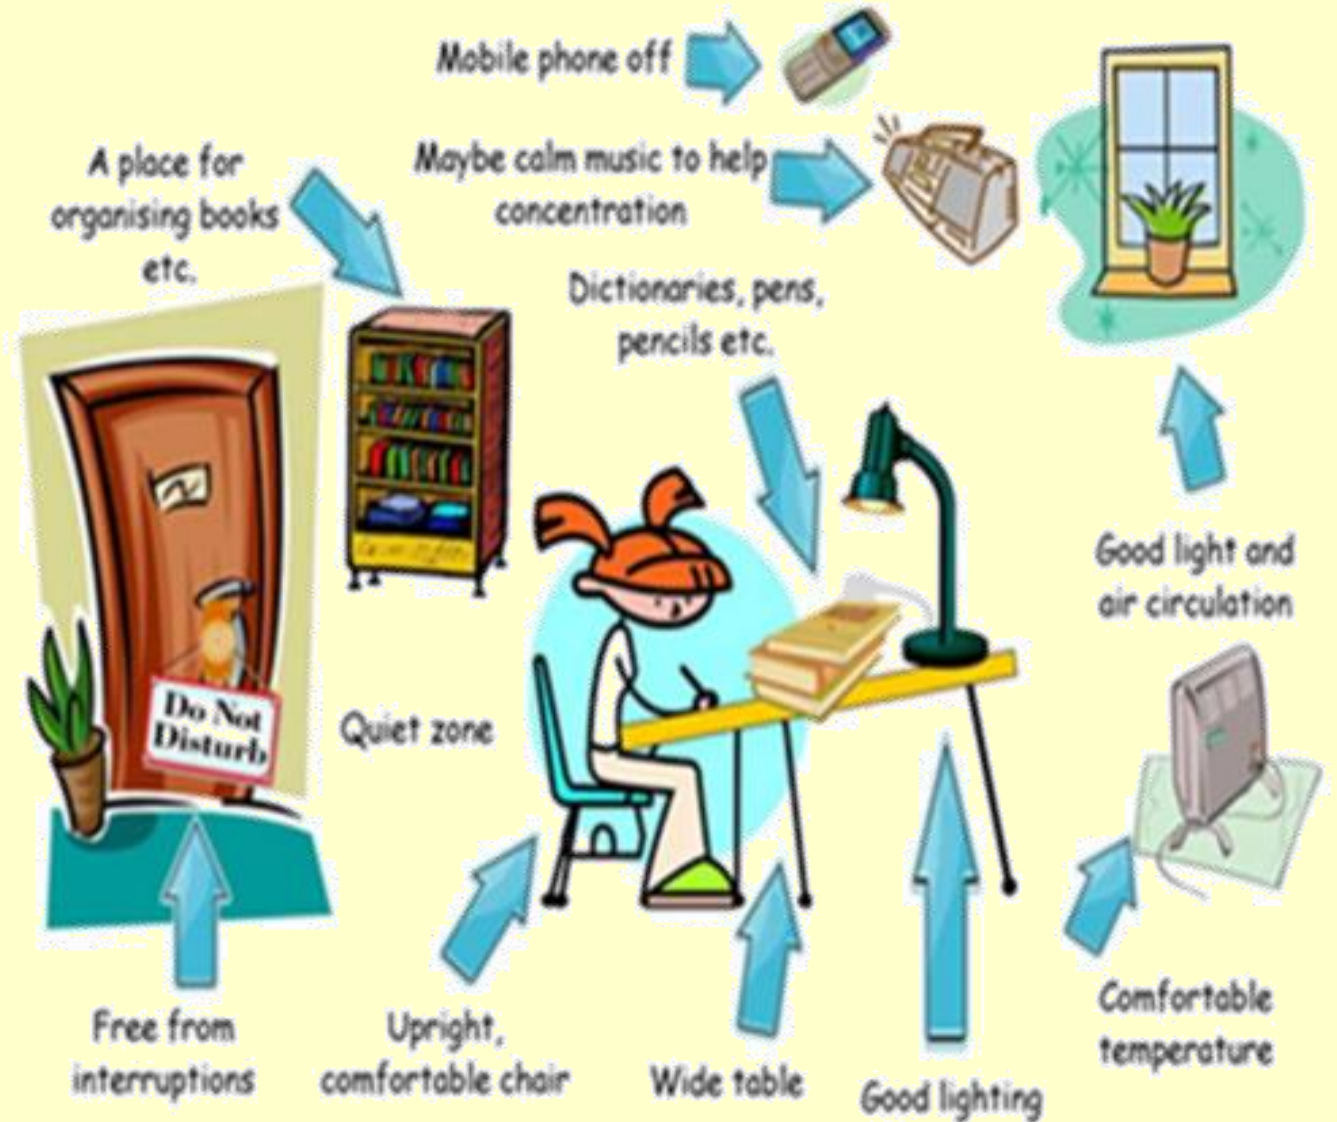 Mobile phone off
Maybe calm music to help
concentration
A place for
organising books
etc.
Dictionaries, pens,
pencils etc.
Good light and
air circulation
Do Not
Disturb
Quiet zone
Free from
interruptions
Upright,
comfortable chair
Wide table
Good lighting
Comfortable
temperature